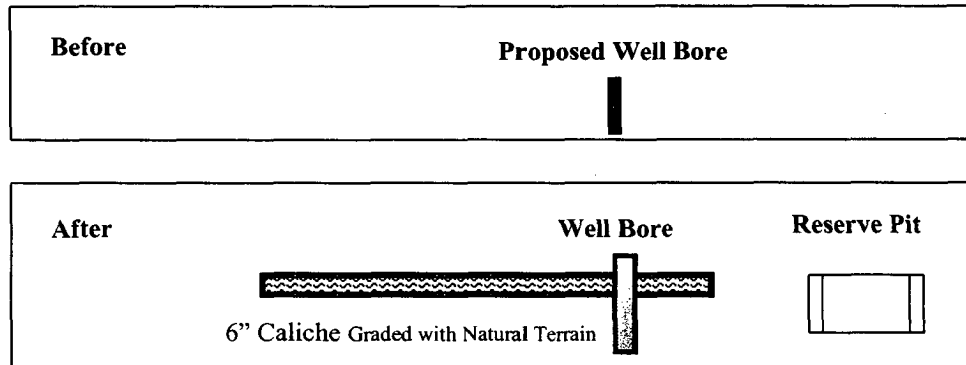 Before
Proposed Well Bore
After
Well Bore
Reserve Pit
6” Caliche Graded with Natural Terrain